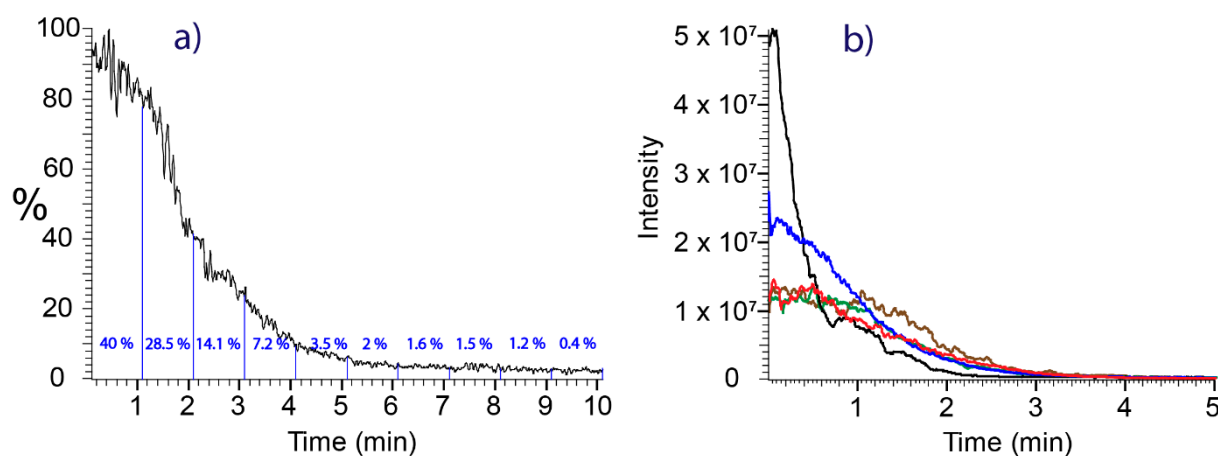 a)
100
80
60
%
40
20
0
40 % 28.5 % 14.1 % 7.2 % 3.5 % 2 % 1.6 % 1.5 % 1.2 % 0.4 %
1 2 3 4 5 6 7 8 9 10
Time (min)
b)
5 x 10⁷
4 x 10⁷
3 x 10⁷
Intensity
2 x 10⁷
1 x 10⁷
0
1 2 3 4 5
Time (min)